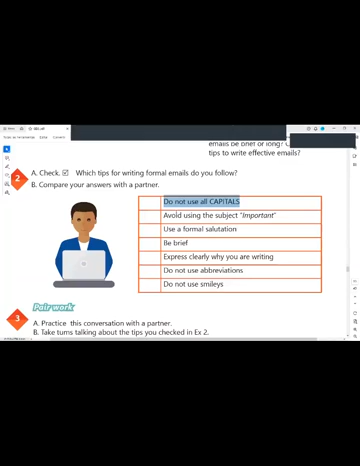 emails be brief or long?
tips to write effective emails?
2
A. Check. ☑ Which tips for writing formal emails do you follow?
B. Compare your answers with a partner.
Do not use all CAPITALS
Avoid using the subject "Important"
Use a formal salutation
Be brief
Express clearly why you are writing
Do not use abbreviations
Do not use smileys
Pair work
3
A. Practice this conversation with a partner.
B. Take turns talking about the tips you checked in Ex 2.